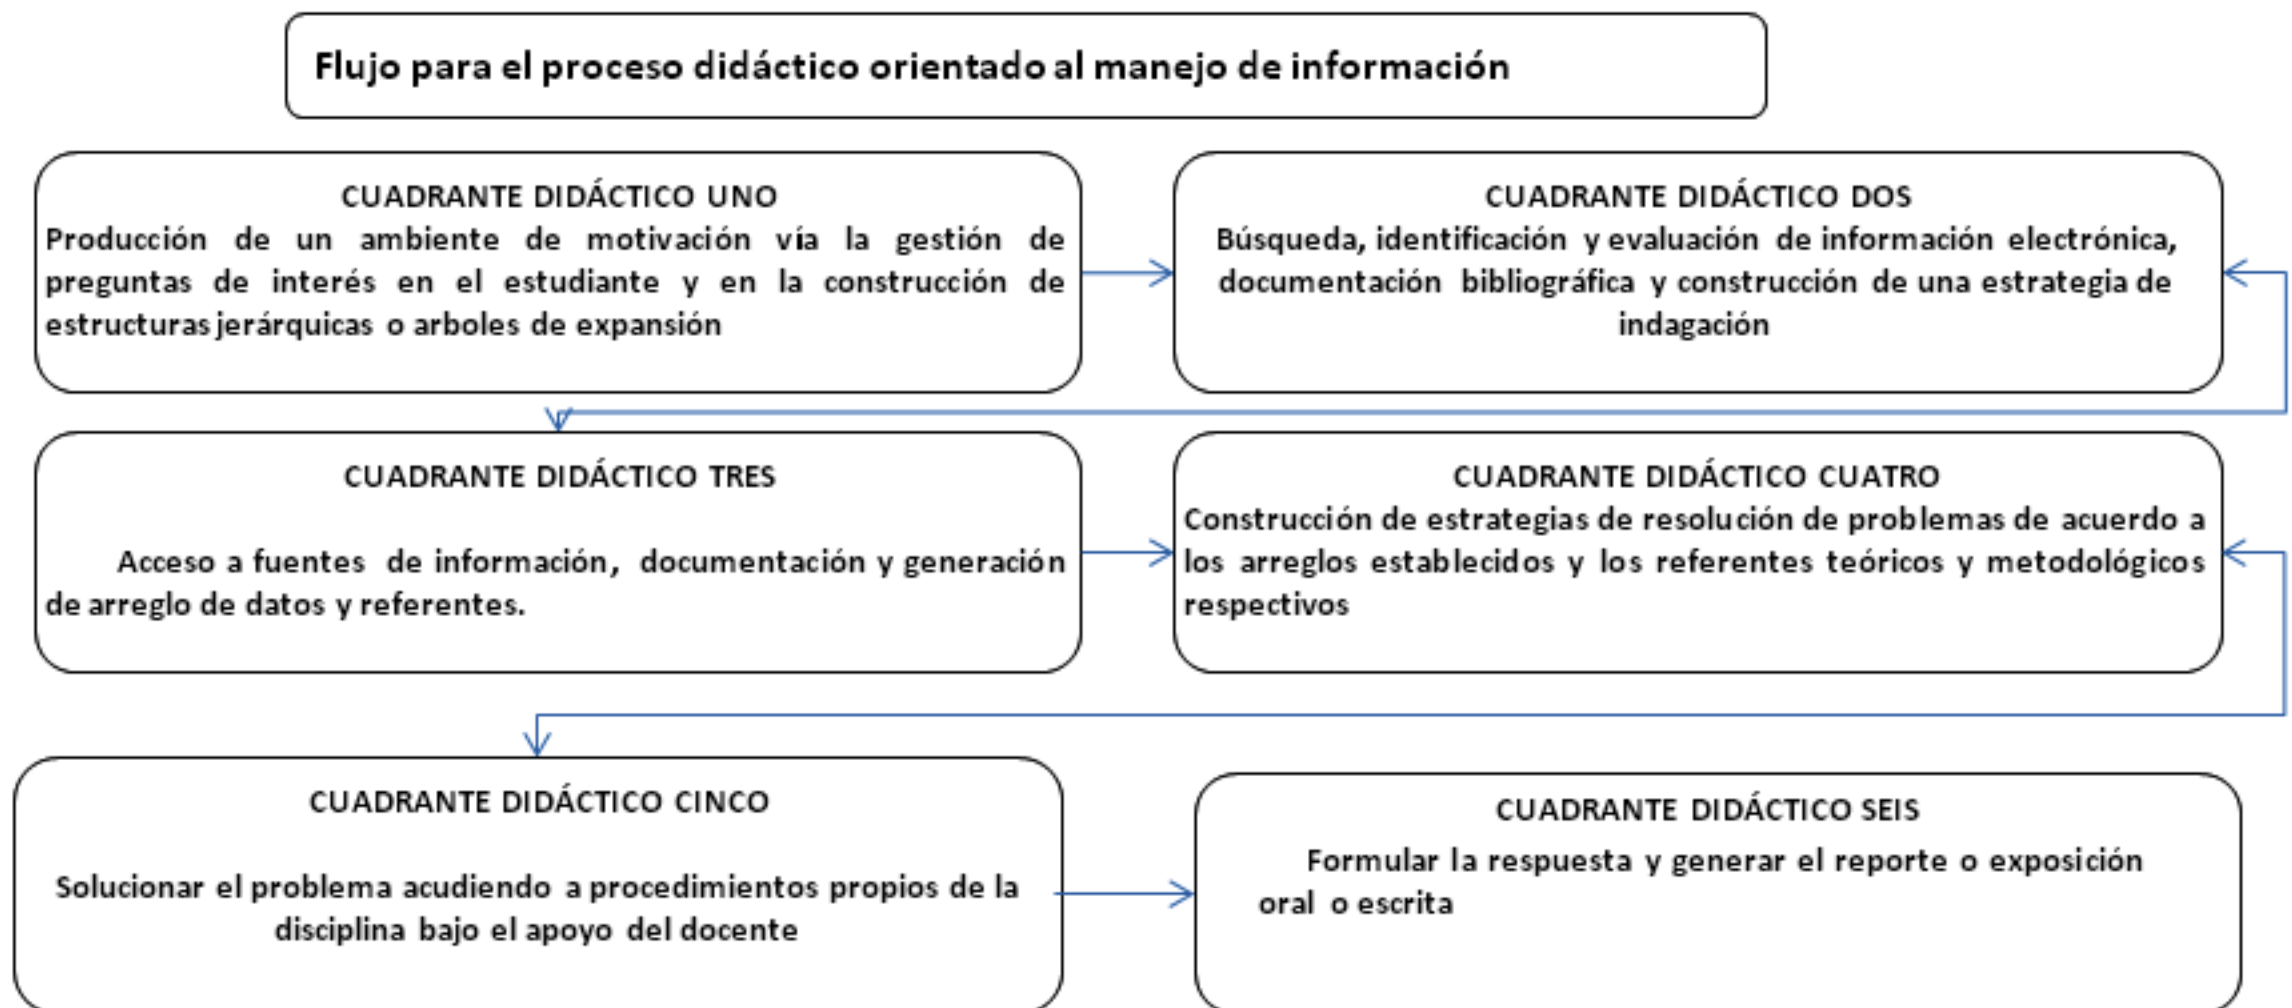 Flujo para el proceso didáctico orientado al manejo de información
CUADRANTE DIDÁCTICO UNO
Producción de un ambiente de motivación vía la gestión de
preguntas de interés en el estudiante y en la construcción de
estructuras jerárquicas o arboles de expansión
CUADRANTE DIDÁCTICO DOS
Búsqueda, identificación y evaluación de información electrónica,
documentación bibliográfica y construcción de una estrategia de
indagación
CUADRANTE DIDÁCTICO TRES
Acceso a fuentes de información, documentación y generación
de arreglo de datos y referentes.
CUADRANTE DIDÁCTICO CUATRO
Construcción de estrategias de resolución de problemas de acuerdo a
los arreglos establecidos y los referentes teóricos y metodológicos
respectivos
CUADRANTE DIDÁCTICO CINCO
Solucionar el problema acudiendo a procedimientos propios de la
disciplina bajo el apoyo del docente
CUADRANTE DIDÁCTICO SEIS
Formular la respuesta y generar el reporte o exposición
oral o escrita